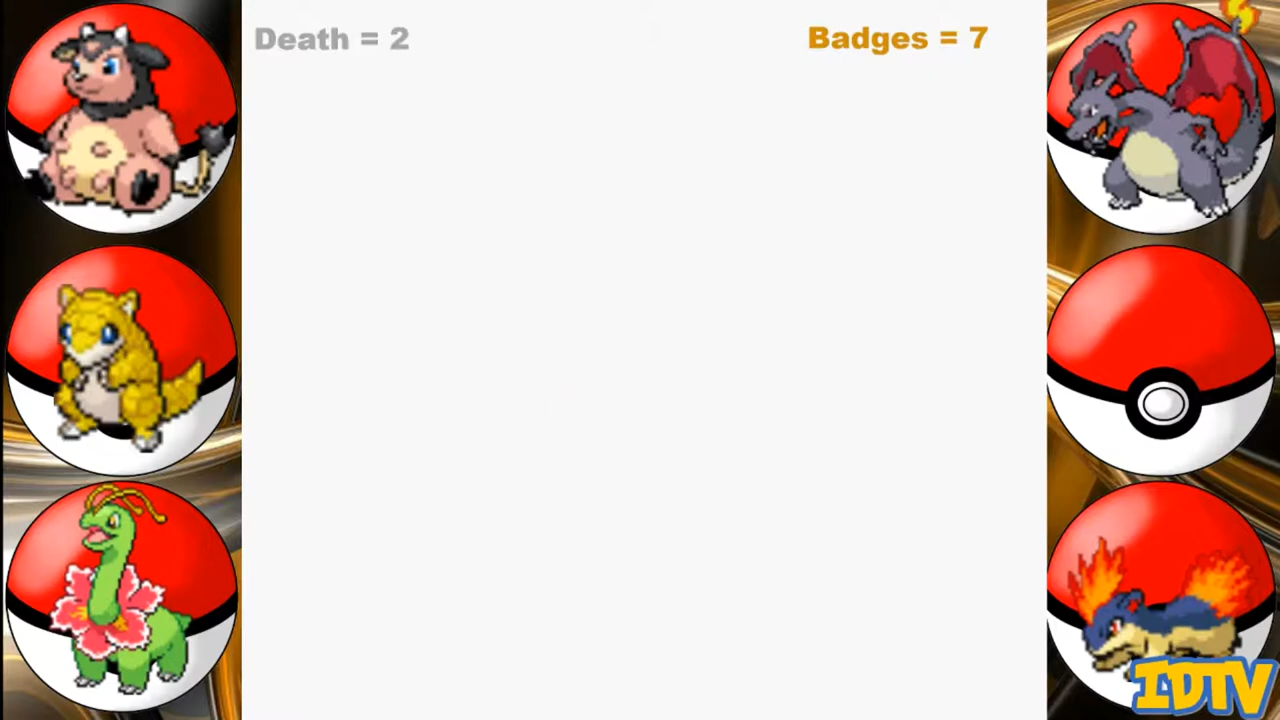 Death = 2
Badges = 7
IDTV